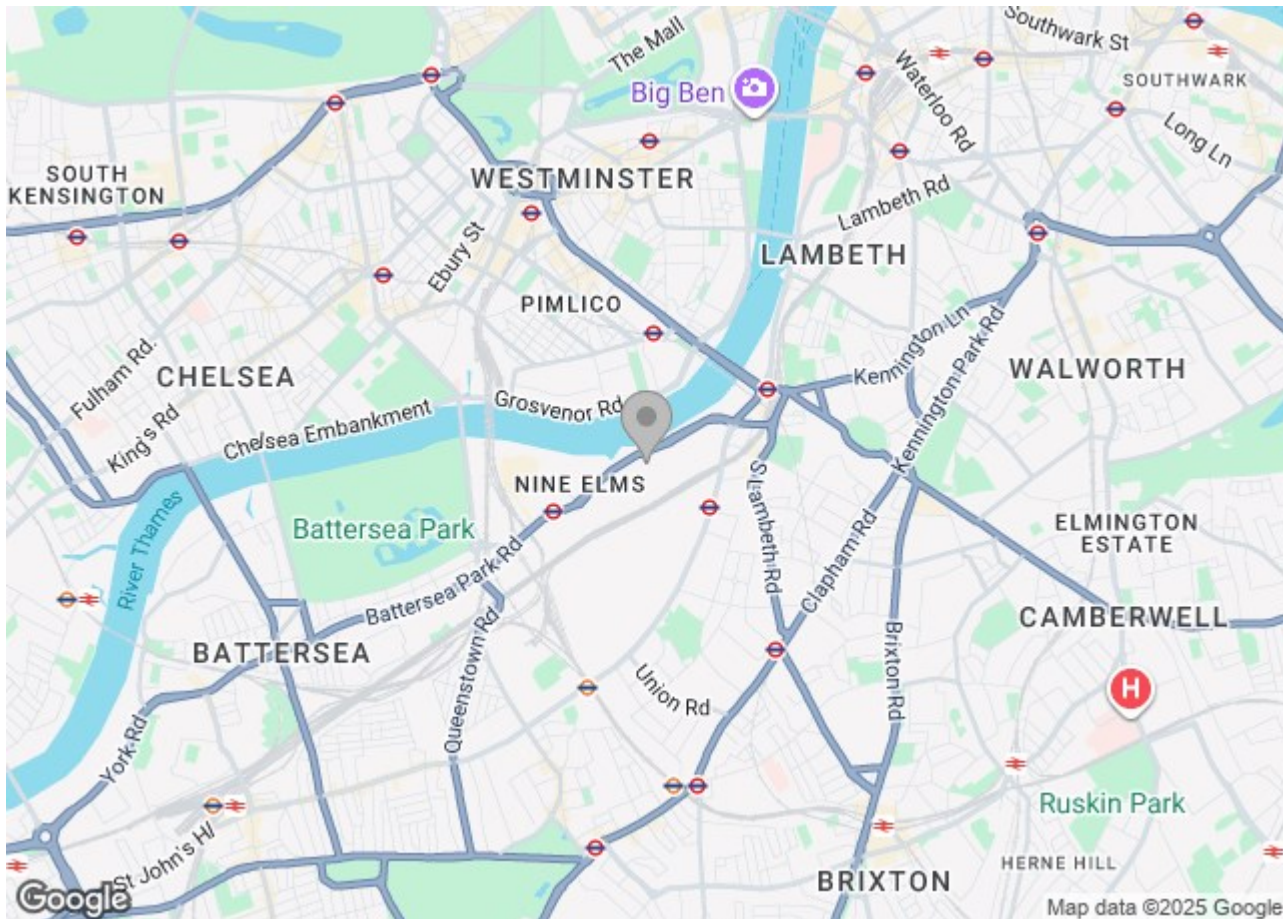 The Mall
Southwark St
Big Ben
Waterloo Rd
SOUTHWARK
Long Ln
SOUTH
KENSINGTON
WESTMINSTER
Lambeth Rd
Ebury St
LAMBETH
PIMLICO
Fulham Rd.
CHELSEA
Kennington Ln
Kennington Park Rd
WALWORTH
King's Rd
Chelsea Embankment
Grosvenor Rd
NINE ELMS
S Lambeth Rd
Battersea Park
River Thames
Clapham Rd
ELMINGTON
ESTATE
Battersea Park Rd
CAMBERWELL
BATTERSEA
Queenstown Rd
Union Rd
Brixton Rd
H
York Rd
Ruskin Park
St John's Hl
HERNE HILL
BRIXTON
Google
Map data ©2025 Google